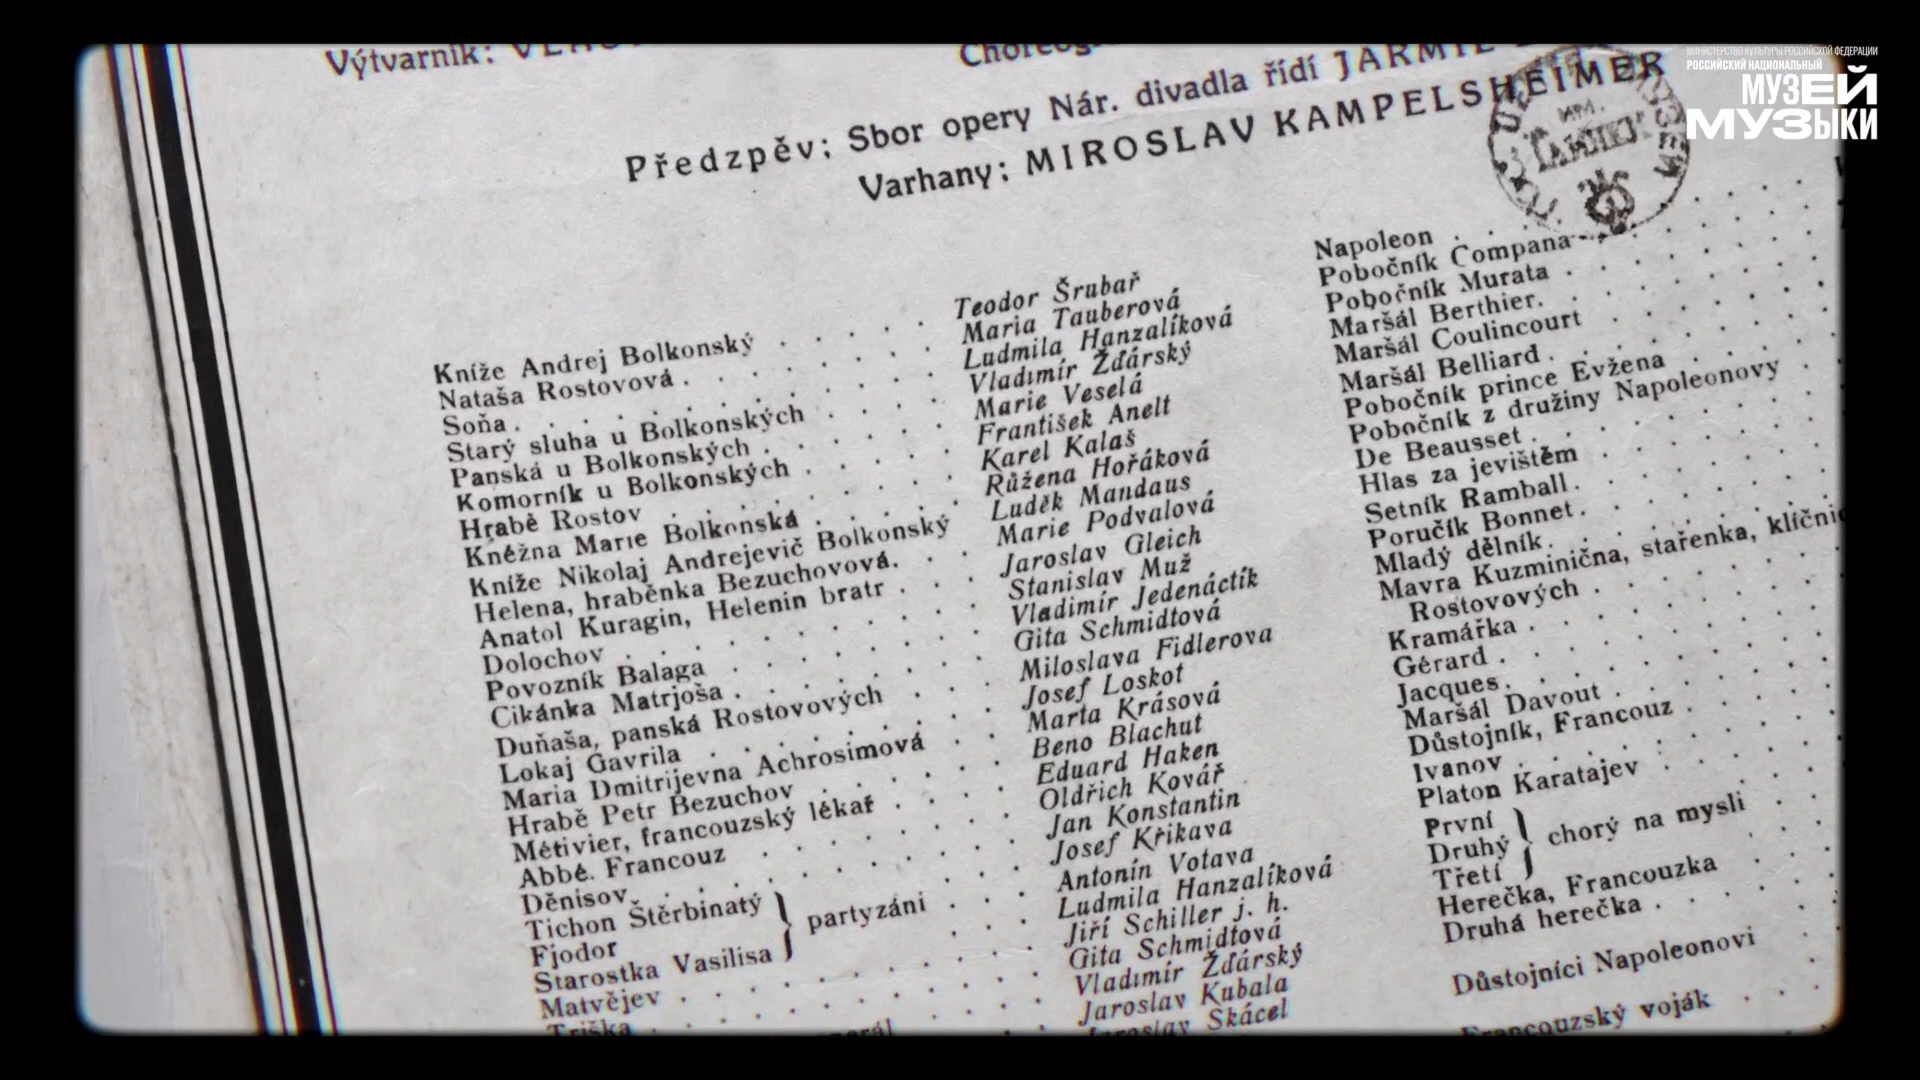 Výtvarník:
МИНИСТЕРСТВО КУЛЬТУРЫ РОССИЙСКОЙ ФЕДЕРАЦИИ
РОССИЙСКИЙ НАЦИОНАЛЬНЫЙ
МУЗЕЙ
МУЗЫКИ
Předzpěv; Sbor opery Nár. divadla řídí JARMIL
Varhany; MIROSLAV KAMPELSHEIMER
Kníže Andrej Bolkonský . . . . . Teodor Šrubař
Nataša Rostovová . . . . . . . Maria Tauberová
Soňa . . . . . . . . . . Ludmila Hanzalíková
Starý sluha u Bolkonských . . . . Vladimír Žďárský
Panská u Bolkonských . . . . . Marie Veselá
Komorník u Bolkonských . . . . František Anelt
Hrabě Rostov . . . . . . . Karel Kalaš
Kněžna Marie Bolkonská . . . . Růžena Hořáková
Kníže Nikolaj Andrejevič Bolkonský Luděk Mandaus
Helena, hraběnka Bezuchovová. . . Marie Podvalová
Anatol Kuragin, Helenin bratr . . . Jaroslav Gleich
Dolochov . . . . . . . . Stanislav Muž
Povozník Balaga . . . . . . Vladimír Jedenáctík
Cikánka Matrjoša . . . . . . Gita Schmidtová
Duňaša, panská Rostovových . . . Miloslava Fidlerova
Lokaj Gavrila . . . . . . . Josef Loskot
Maria Dmitrijevna Achrosimová . . Marta Krásová
Hrabě Petr Bezuchov . . . . . Beno Blachut
Métivier, francouzský lékař . . . . Eduard Haken
Abbé. Francouz . . . . . . Oldřich Kovář
Děnisov. . . . . . . . . Jan Konstantin
Tichon Štěrbinatý Josef Křikava
Fjodor } partyzáni . . . Antonín Votava
Starostka Vasilisa Ludmila Hanzalíková
Matvějev . . . . . . . . Jiří Schiller j. h.
Triška . . . . . . . . Gita Schmidtová
Vladimír Žďárský
Jaroslav Kubala
Jaroslav Skácel
Napoleon . . .
Pobočník Compana
Pobočník Murata .
Maršál Berthier.
Maršál Coulincourt
Maršál Belliard .
Pobočník prince Evžena
Pobočník z družiny Napoleonovy
De Beausset . . .
Hlas za jevištěm
Setník Ramball . .
Poručík Bonnet . .
Mladý dělník. . .
Mavra Kuzminična, stařenka, klíčnic
Rostovových . . .
Kramářka . . . .
Gérard . . . .
Jacques. . . . .
Maršál Davout . . .
Důstojník, Francouz .
Ivanov . . . . .
Platon Karatajev . . .
První
Druhý } chorý na mysli . .
Třetí
Herečka, Francouzka . .
Druhá herečka . . . .
Důstojníci Napoleonovi
Francouzský voják . .